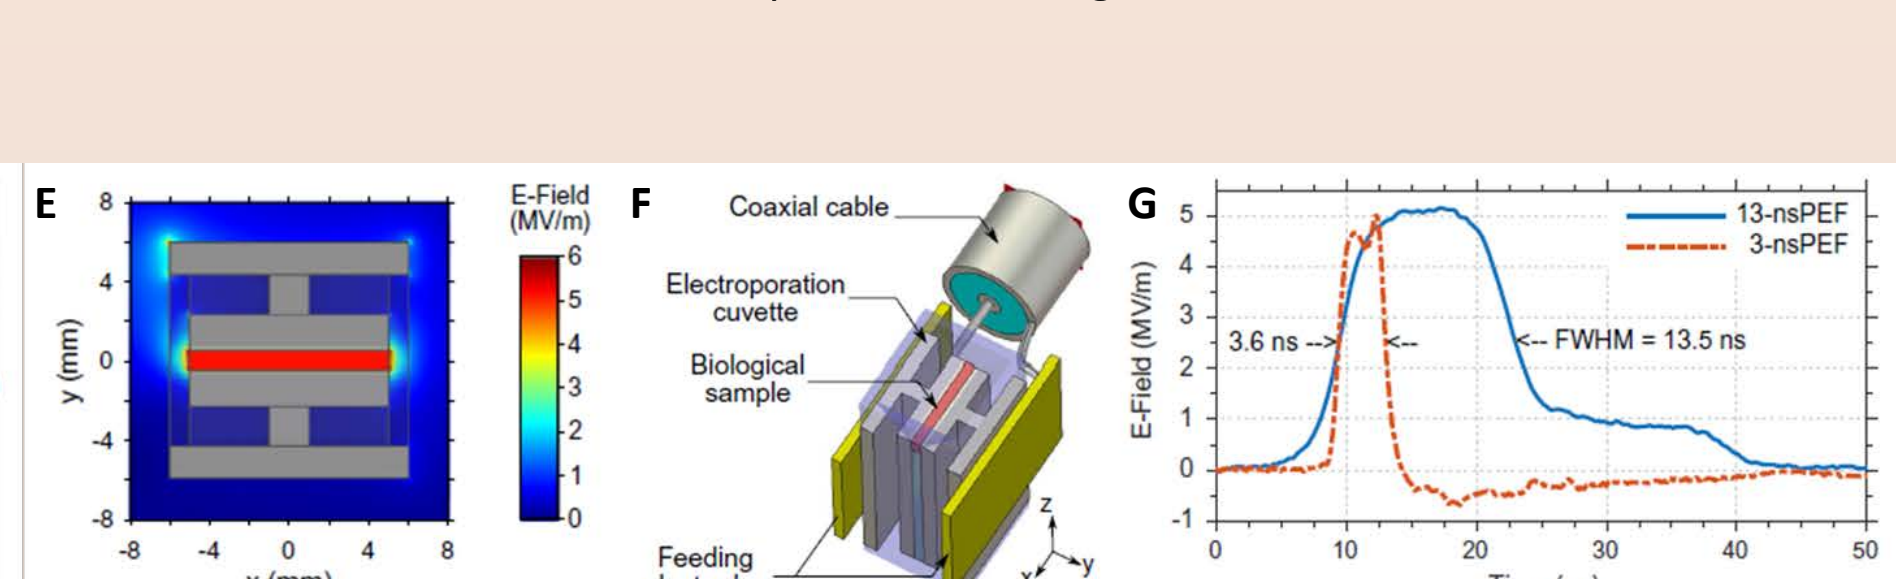 E
E-Field
(MV/m)
8
4
0
-4
-8
y (mm)
-8 -4 0 4 8
x (mm)
6
5
4
3
2
1
0
F
Coaxial cable
Electroporation
cuvette
Biological
sample
Feeding
z
y
x
G
E-Field (MV/m)
5
4
3
2
1
0
-1
13-nsPEF
3-nsPEF
3.6 ns -->
<--
<-- FWHM = 13.5 ns
0 10 20 30 40 50